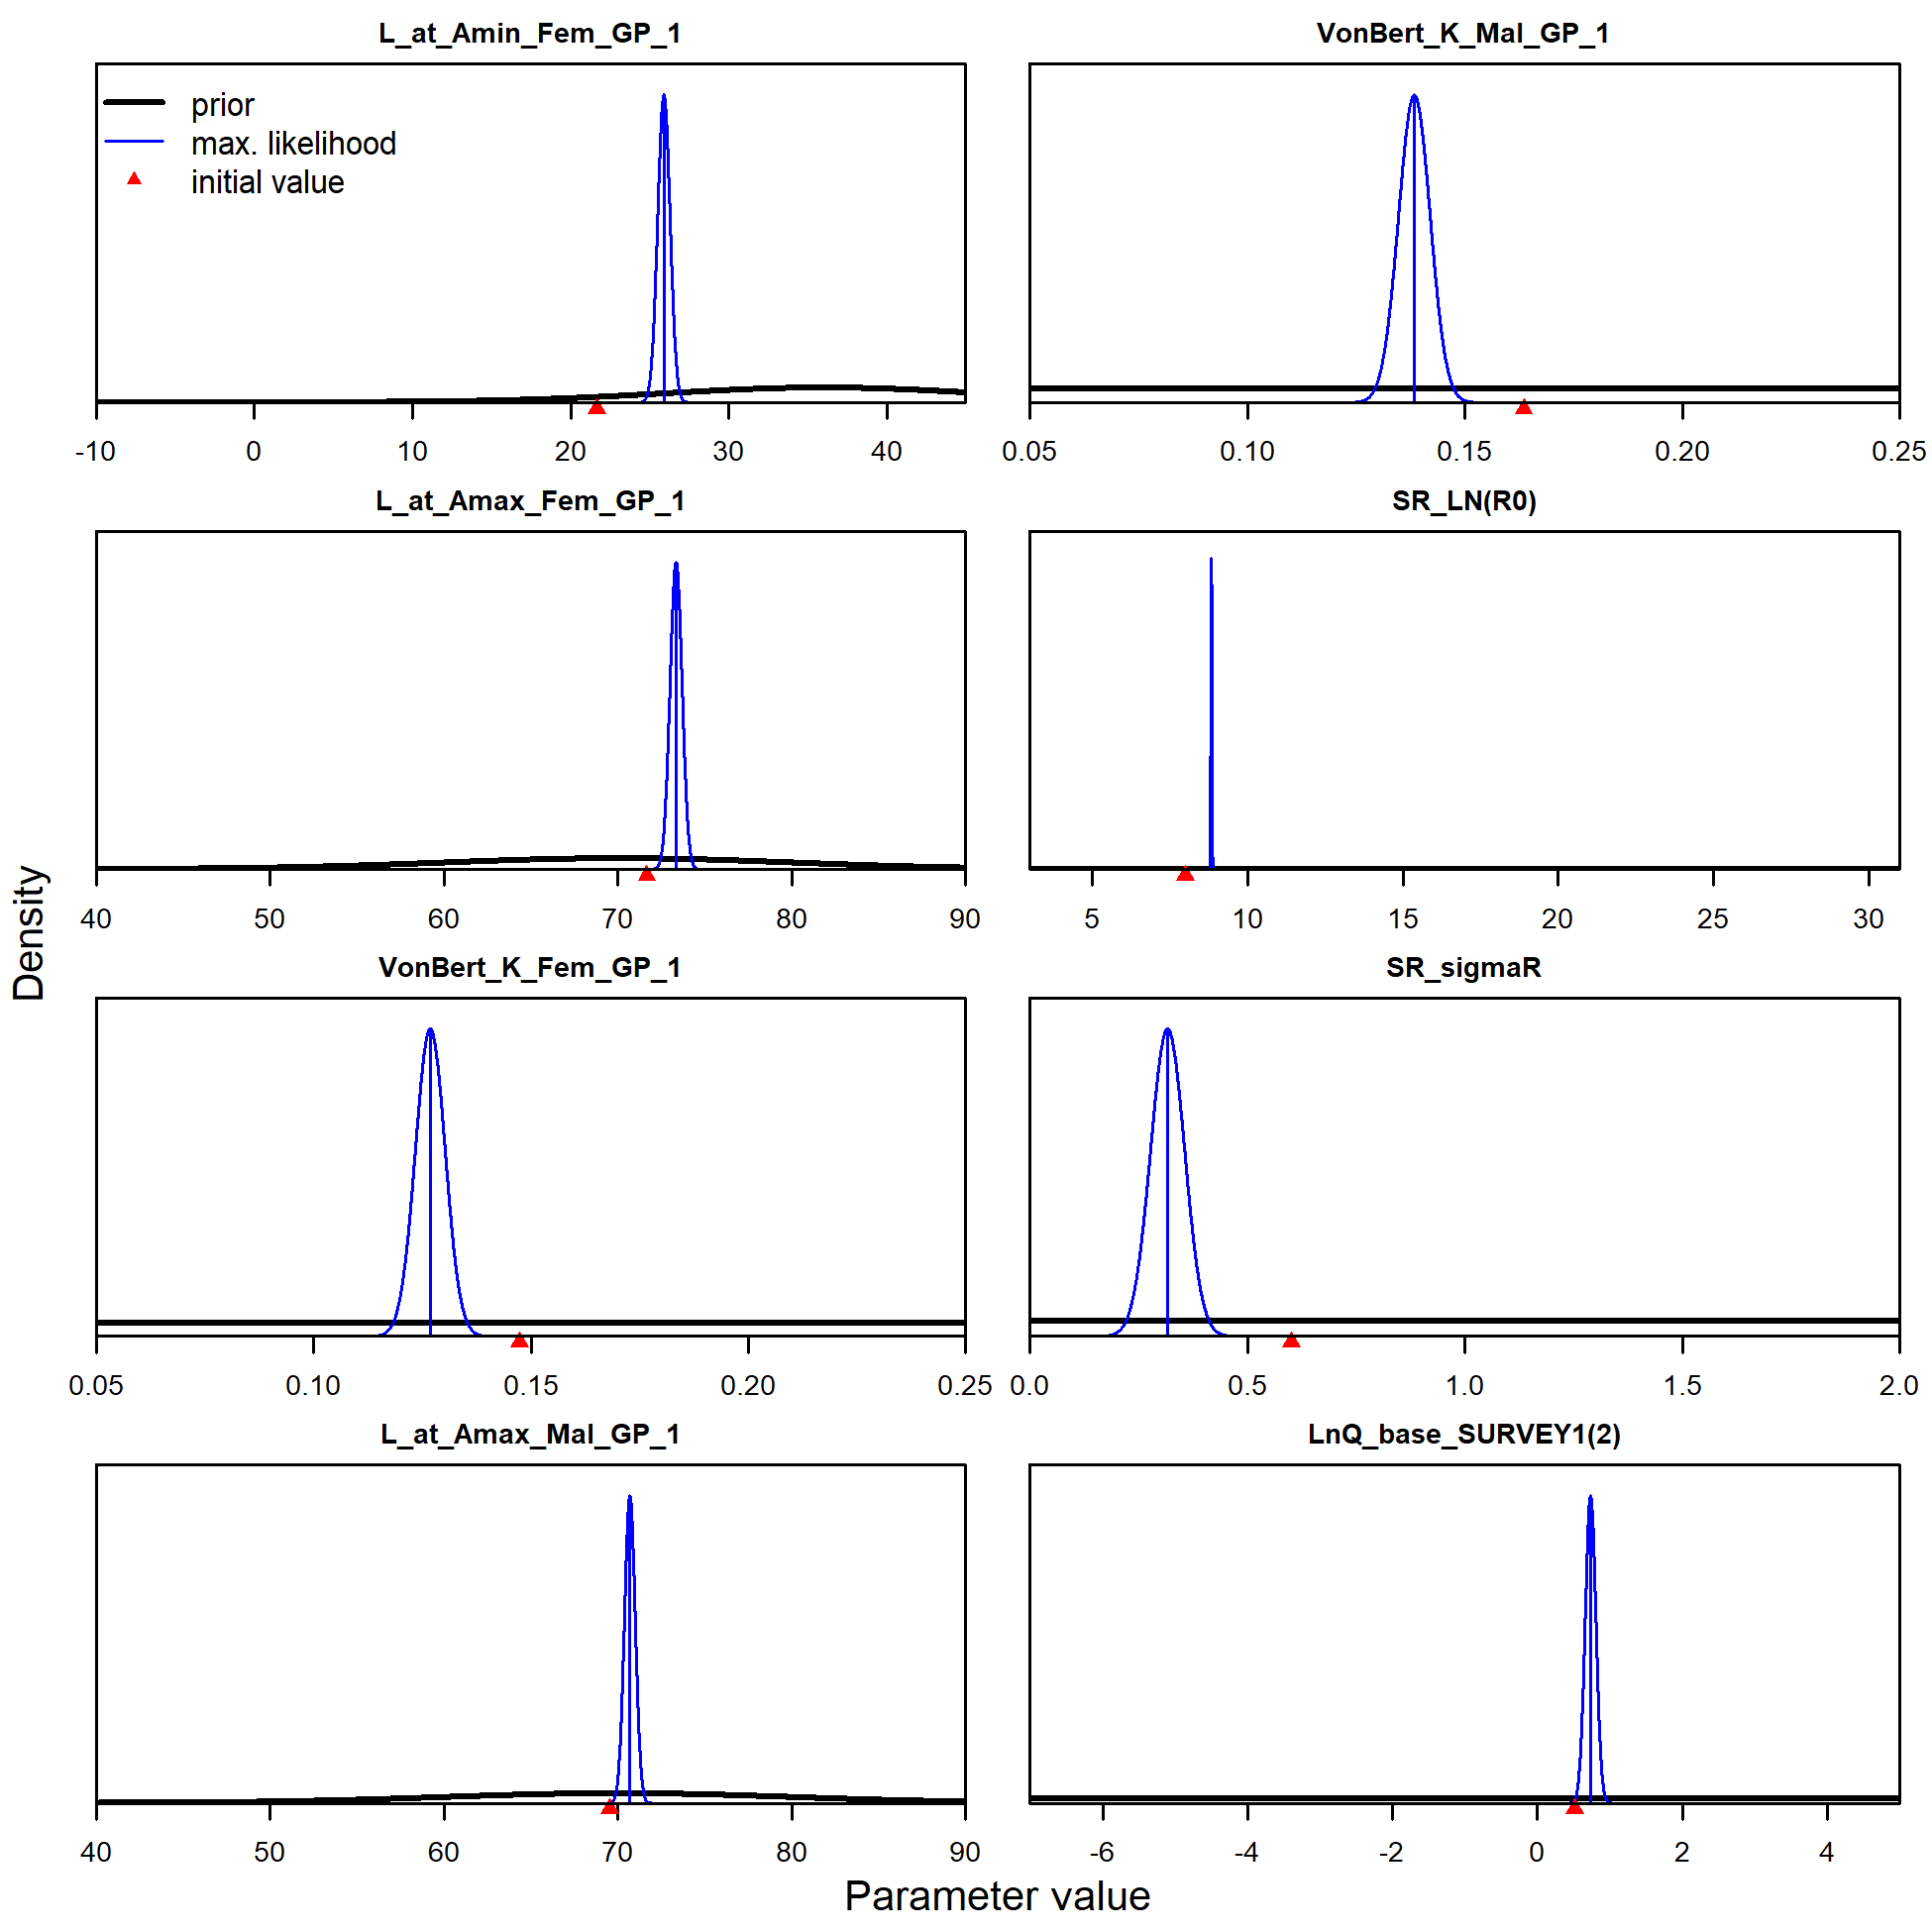 L_at_Amin_Fem_GP_1
prior
max. likelihood
initial value
-10 0 10 20 30 40
VonBert_K_Mal_GP_1
0.05 0.10 0.15 0.20 0.25
L_at_Amax_Fem_GP_1
40 50 60 70 80 90
SR_LN(R0)
5 10 15 20 25 30
VonBert_K_Fem_GP_1
0.05 0.10 0.15 0.20 0.25
SR_sigmaR
0.0 0.5 1.0 1.5 2.0
L_at_Amax_Mal_GP_1
40 50 60 70 80 90
LnQ_base_SURVEY1(2)
-6 -4 -2 0 2 4
Density
Parameter value